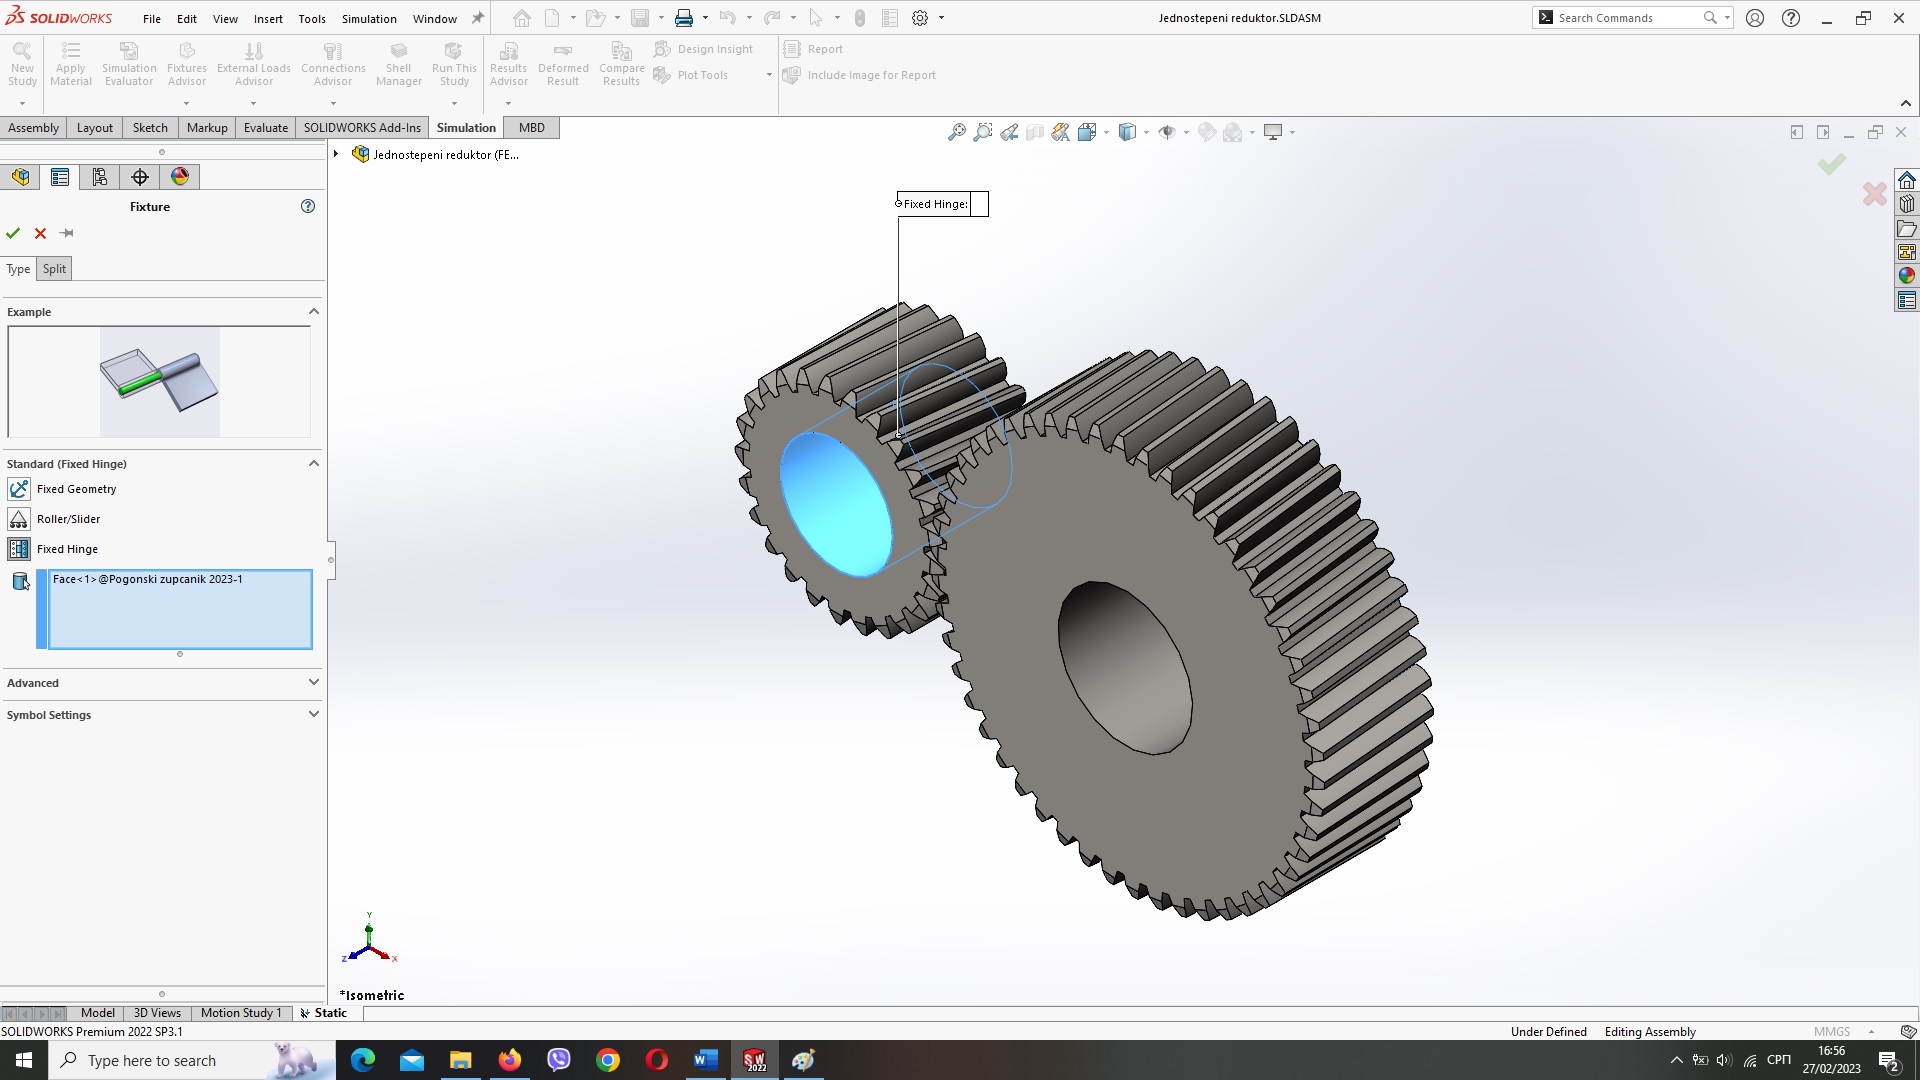 SOLIDWORKS
File Edit View Insert Tools Simulation Window
Jednostepeni reduktor.SLDASM
Search Commands
New Study
Apply Material
Simulation Evaluator
Fixtures Advisor
External Loads Advisor
Connections Advisor
Shell Manager
Run This Study
Results Advisor
Deformed Result
Compare Results
Design Insight
Plot Tools
Report
Include Image for Report
Assembly Layout Sketch Markup Evaluate SOLIDWORKS Add-Ins Simulation MBD
Jednostepeni reduktor (FE...
Fixture
Type Split
Example
Standard (Fixed Hinge)
Fixed Geometry
Roller/Slider
Fixed Hinge
Face<1>@Pogonski zupcanik 2023-1
Advanced
Symbol Settings
Fixed Hinge:
Y
Z
X
*Isometric
Model 3D Views Motion Study 1 Static
SOLIDWORKS Premium 2022 SP3.1
Under Defined Editing Assembly MMGS
Type here to search
SW
2022
СРП
16:56
27/02/2023
2